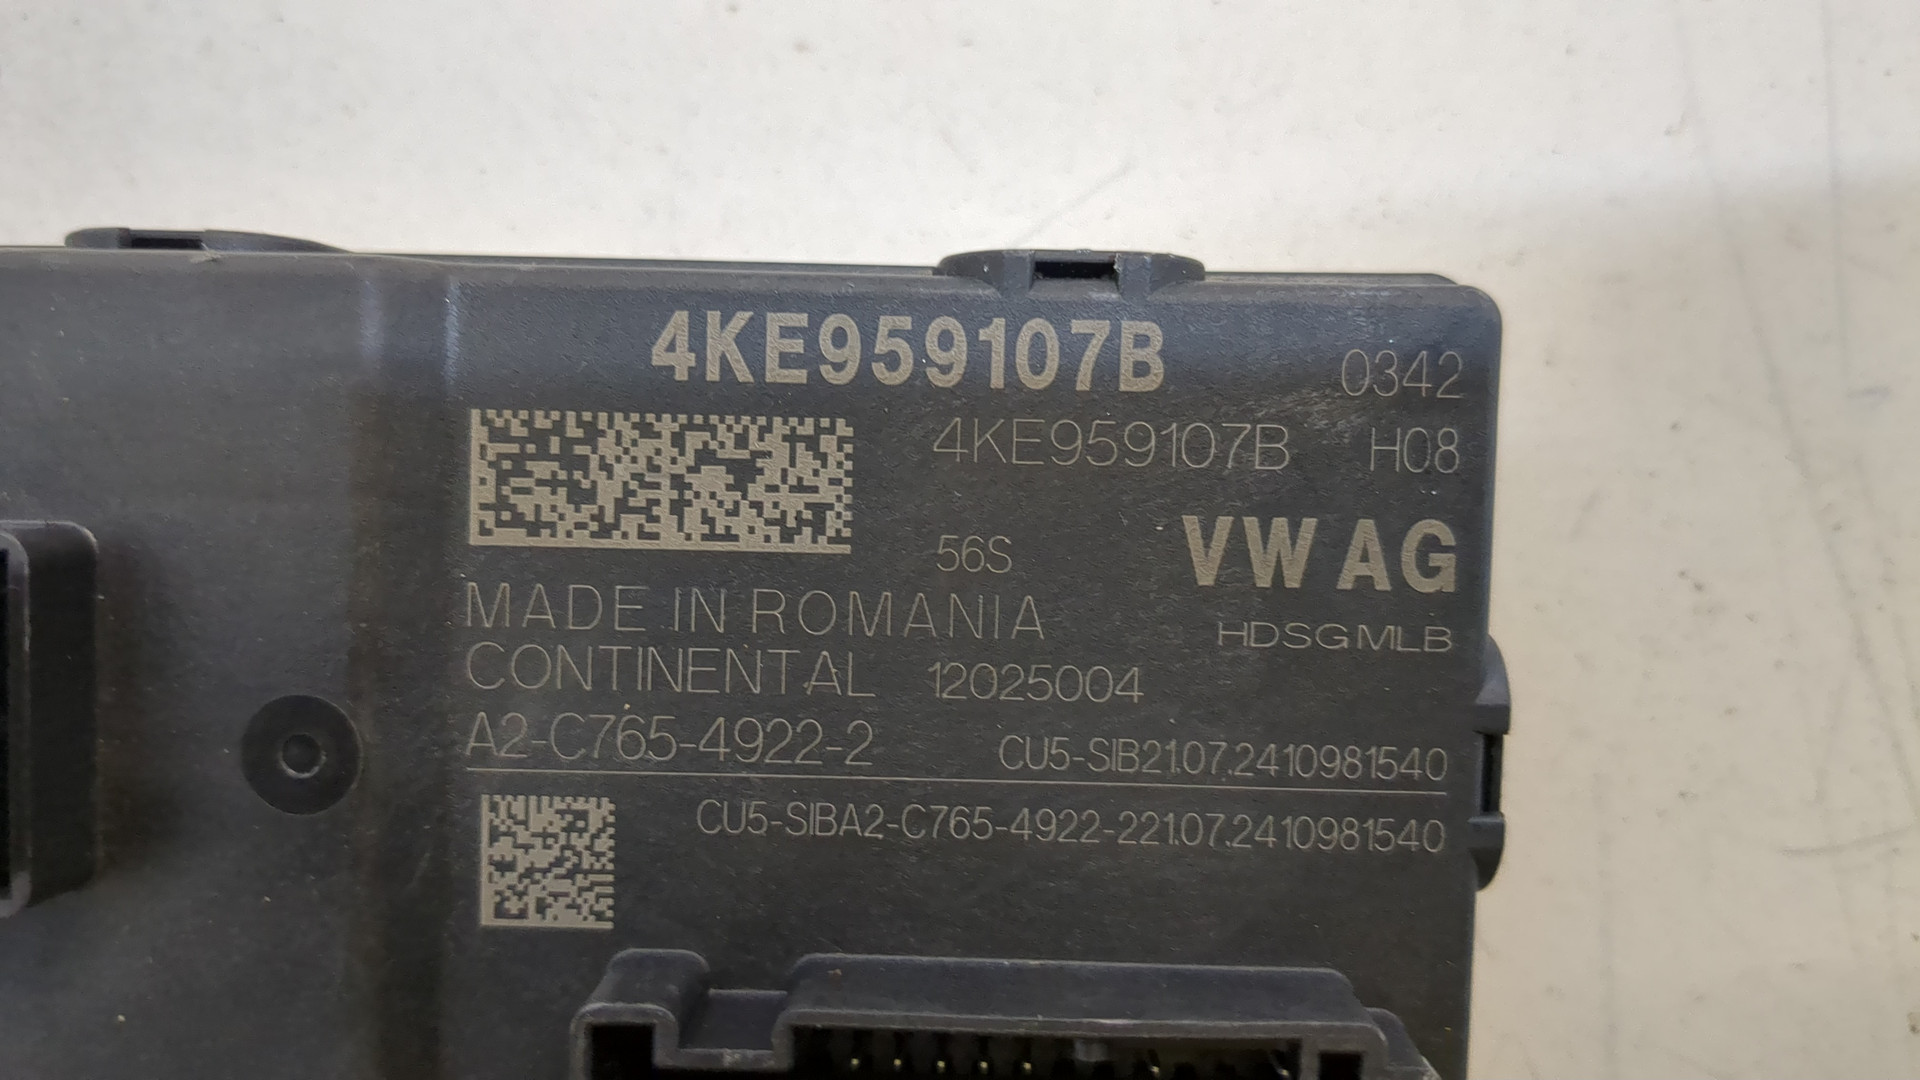 4KE959107B
0342
4KE959107B H08
56S
VW AG
MADE IN ROMANIA
HDSGMLB
CONTINENTAL 12025004
A2-C765-4922-2
CU5-SIB21.07.2410981540
CU5-SIBA2-C765-4922-221.07.2410981540